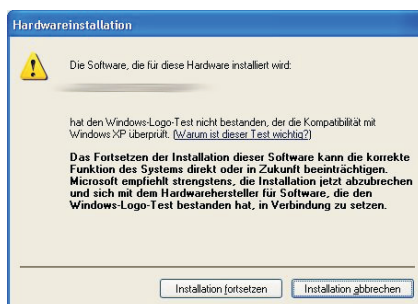 Hardwareinstallation
Die Software, die für diese Hardware installiert wird:
hat den Windows-Logo-Test nicht bestanden, der die Kompatibilität mit
Windows XP überprüft. (Warum ist dieser Test wichtig?)
Das Fortsetzen der Installation dieser Software kann die korrekte
Funktion des Systems direkt oder in Zukunft beeinträchtigen.
Microsoft empfiehlt strengstens, die Installation jetzt abzubrechen
und sich mit dem Hardwarehersteller für Software, die den
Windows-Logo-Test bestanden hat, in Verbindung zu setzen.
Installation fortsetzen
Installation abbrechen